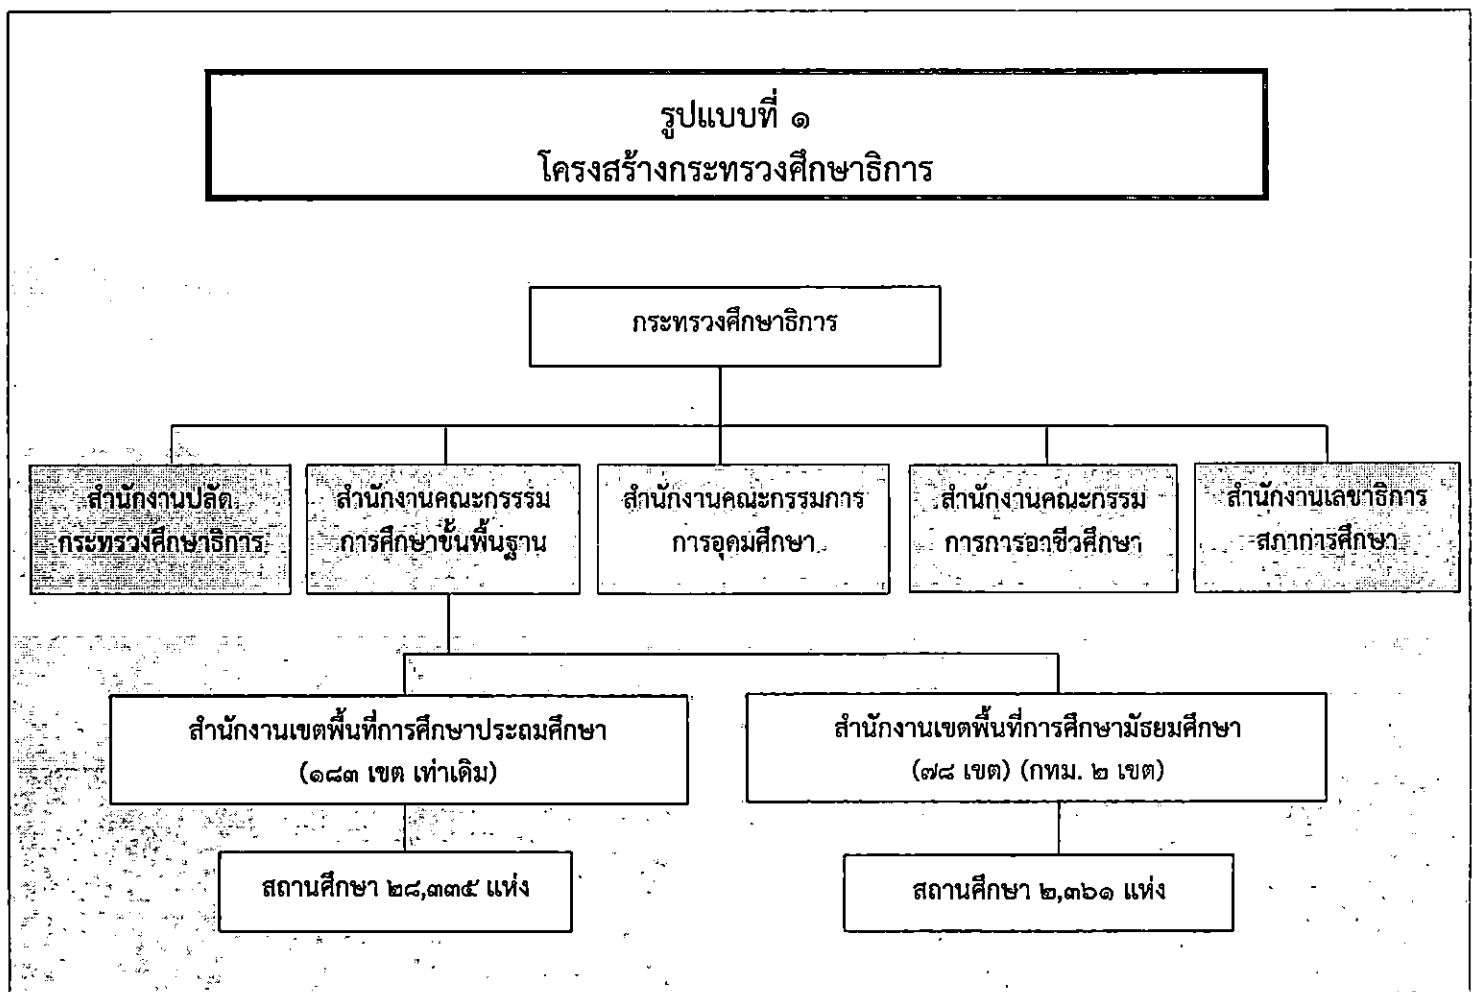 รูปแบบที่ ๑
โครงสร้างกระทรวงศึกษาธิการ
กระทรวงศึกษาธิการ
สำนักงานปลัด
กระทรวงศึกษาธิการ
สำนักงานคณะกรรรม
การศึกษาขั้นพื้นฐาน
สำนักงานคณะกรรมการ
การอุดมศึกษา
สำนักงานคณะกรรม
การการอาชีวศึกษา
สำนักงานเลขาธิการ
สภาการศึกษา
สำนักงานเขตพื้นที่การศึกษาประถมศึกษา
(๑๘๓ เขต เท่าเดิม)
สำนักงานเขตพื้นที่การศึกษามัธยมศึกษา
(๗๘ เขต) (กทม. ๒ เขต)
สถานศึกษา ๒๘,๓๓๕ แห่ง
สถานศึกษา ๒,๓๖๑ แห่ง